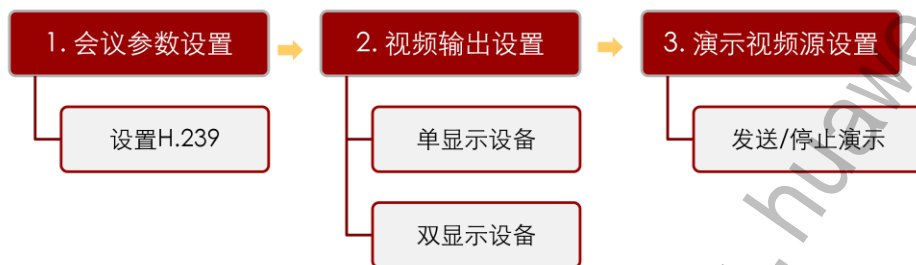 1. 会议参数设置
2. 视频输出设置
3. 演示视频源设置
设置H.239
单显示设备
发送/停止演示
双显示设备
huawe